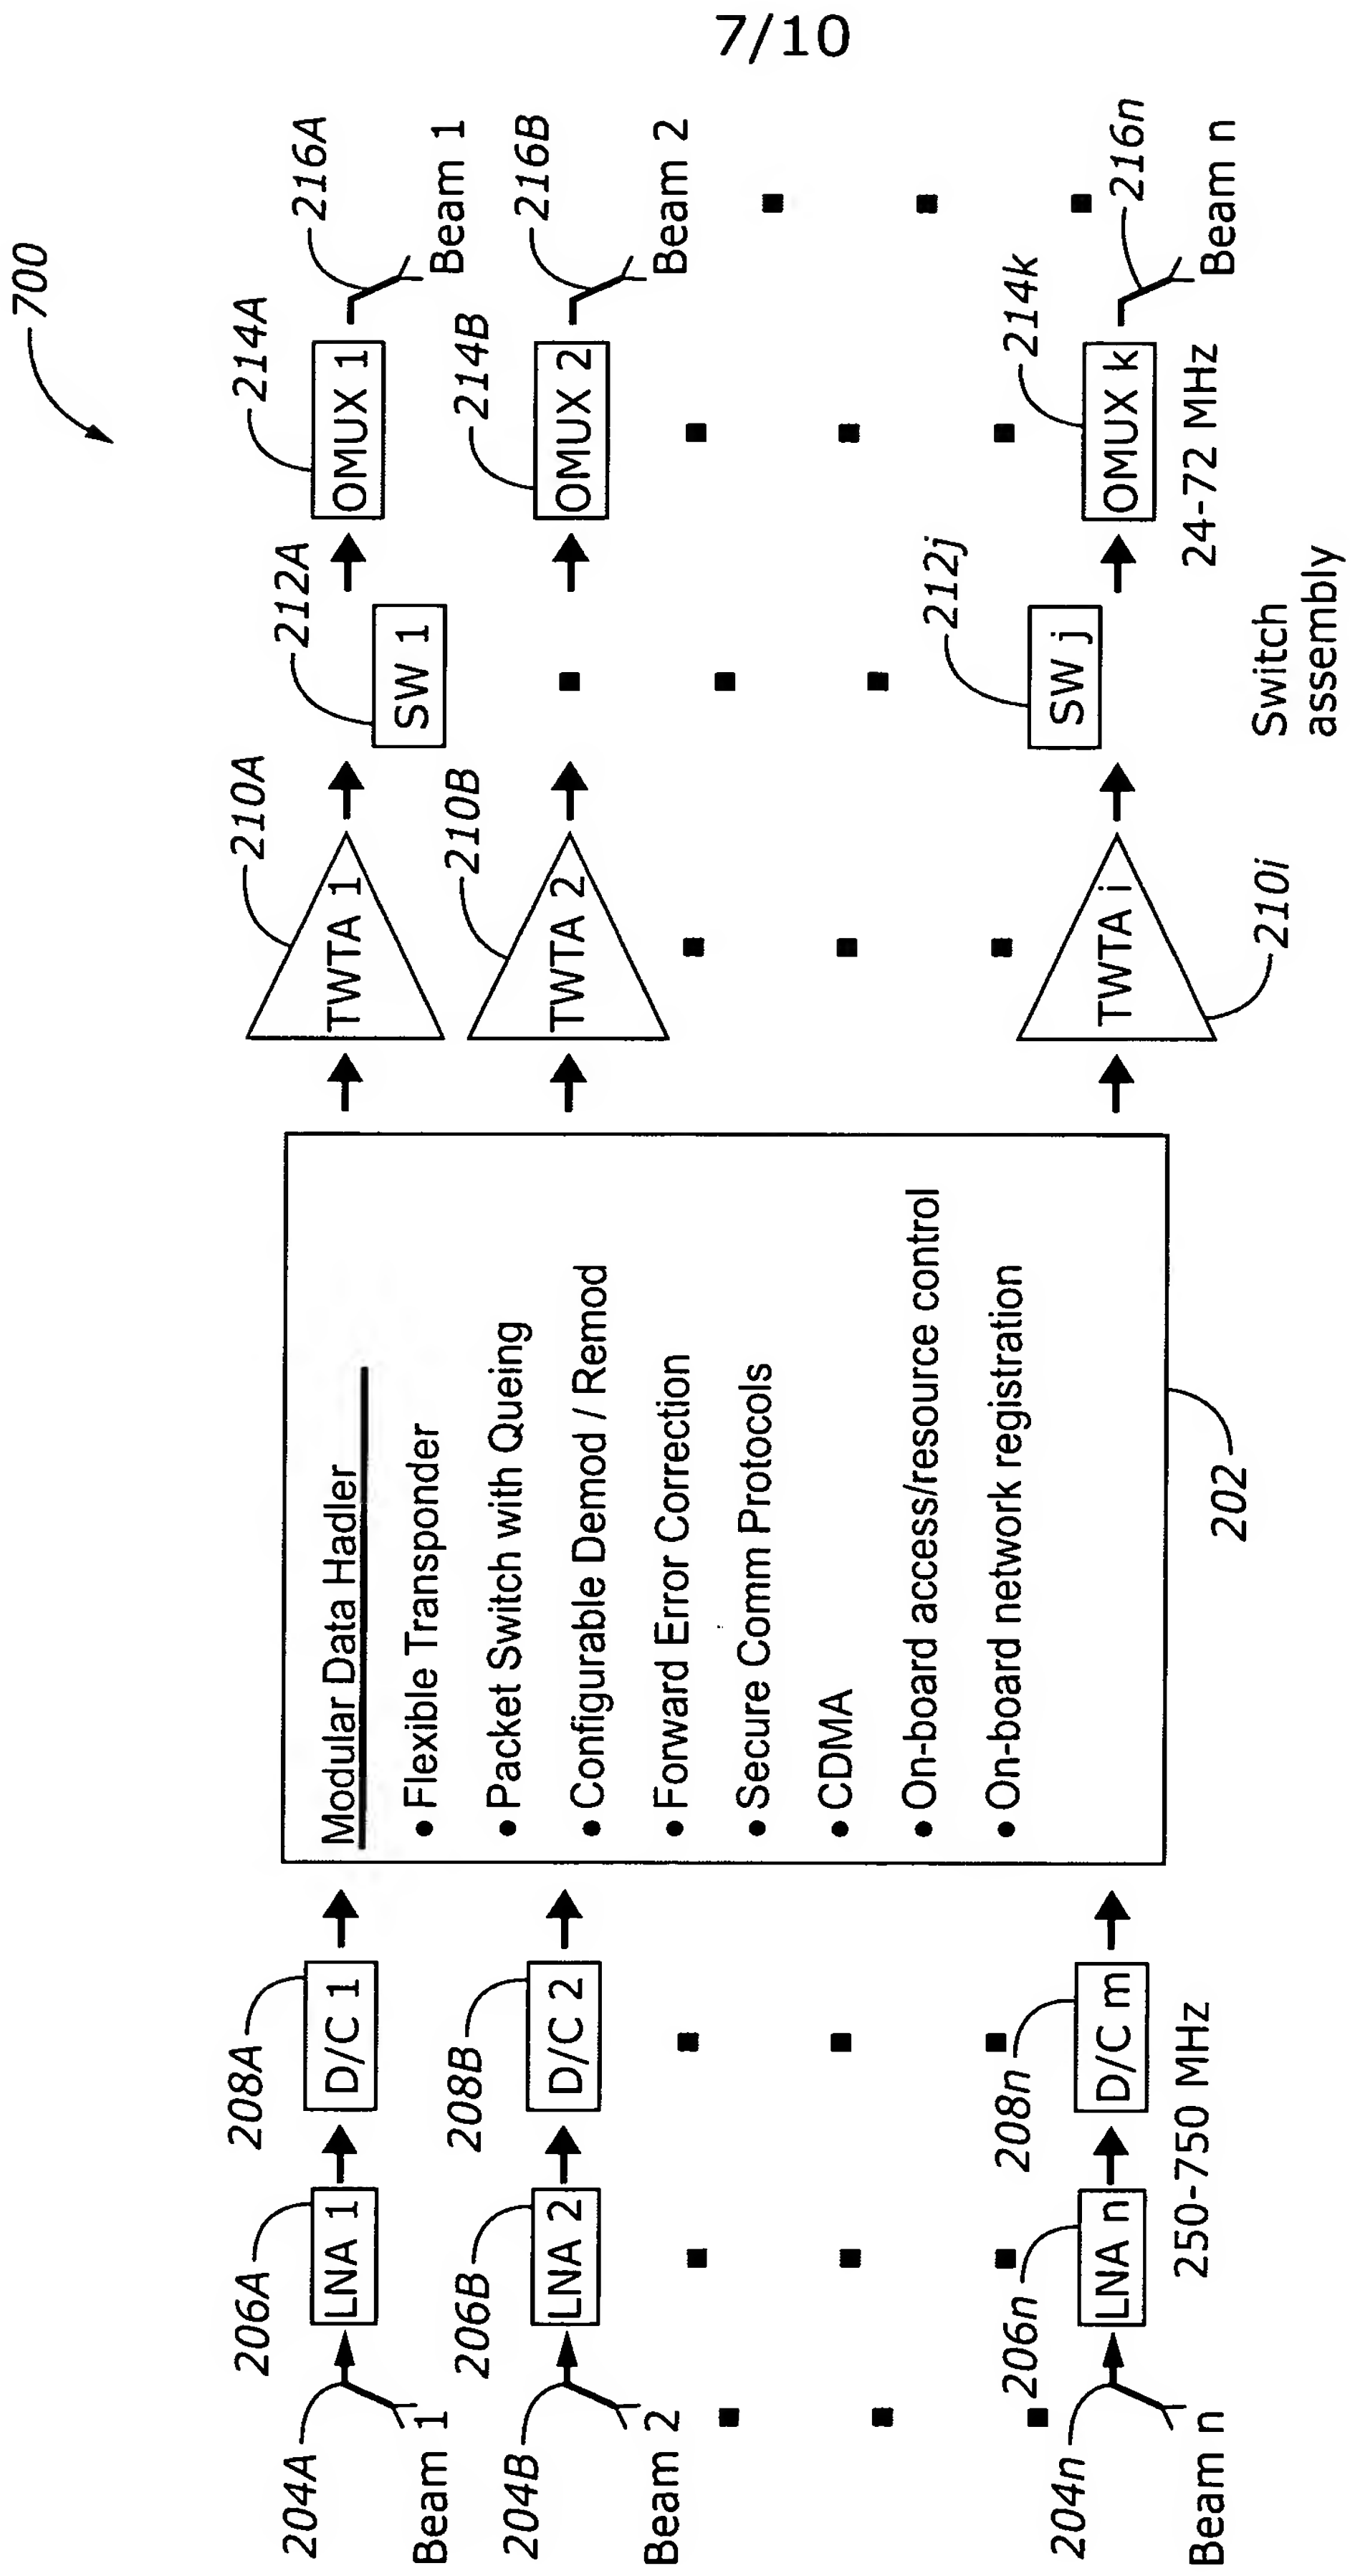 7/10
700
204A
206A
208A
210A
212A
214A
216A
LNA 1
D/C 1
TWTA 1
SW 1
OMUX 1
Beam 1
Beam 1
204B
206B
208B
210B
214B
216B
LNA 2
D/C 2
TWTA 2
OMUX 2
Beam 2
Beam 2
Modular Data Hadler
• Flexible Transponder
• Packet Switch with Queing
• Configurable Demod / Remod
• Forward Error Correction
• Secure Comm Protocols
• CDMA
• On-board access/resource control
• On-board network registration
204n
206n
208n
212j
214k
216n
LNA n
D/C m
TWTA i
SW j
OMUX k
Beam n
Beam n
250-750 MHz
202
210i
24-72 MHz
Switch
assembly